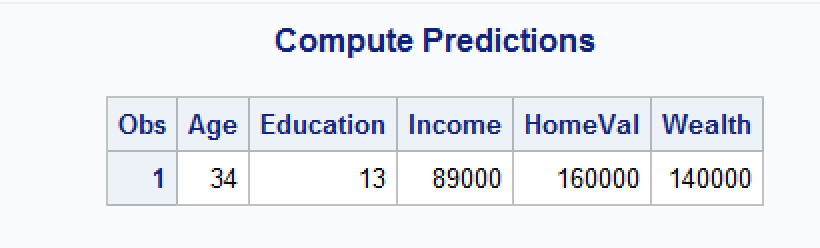 Compute Predictions
Obs Age Education Income HomeVal Wealth
1 34 13 89000 160000 140000